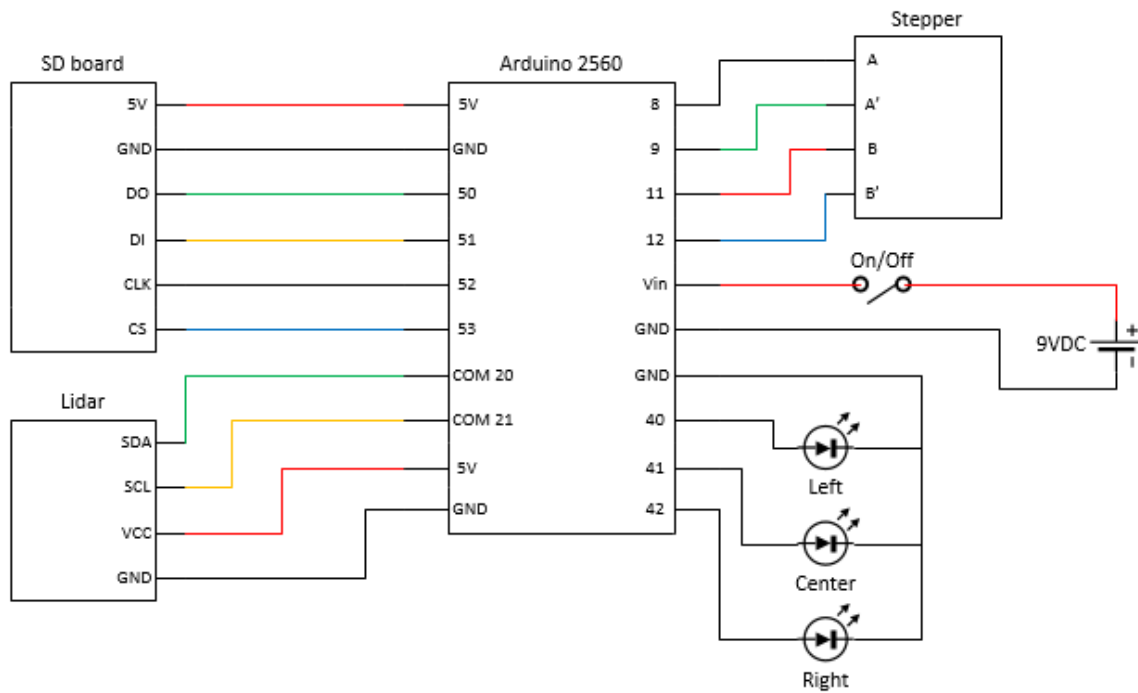 Stepper
SD board
Arduino 2560
A
A'
B
B'
5V
GND
DO
DI
CLK
CS
5V
GND
50
51
52
53
COM 20
COM 21
5V
GND
8
9
11
12
Vin
GND
GND
40
41
42
On/Off
9VDC
+
-
Lidar
SDA
SCL
VCC
GND
Left
Center
Right